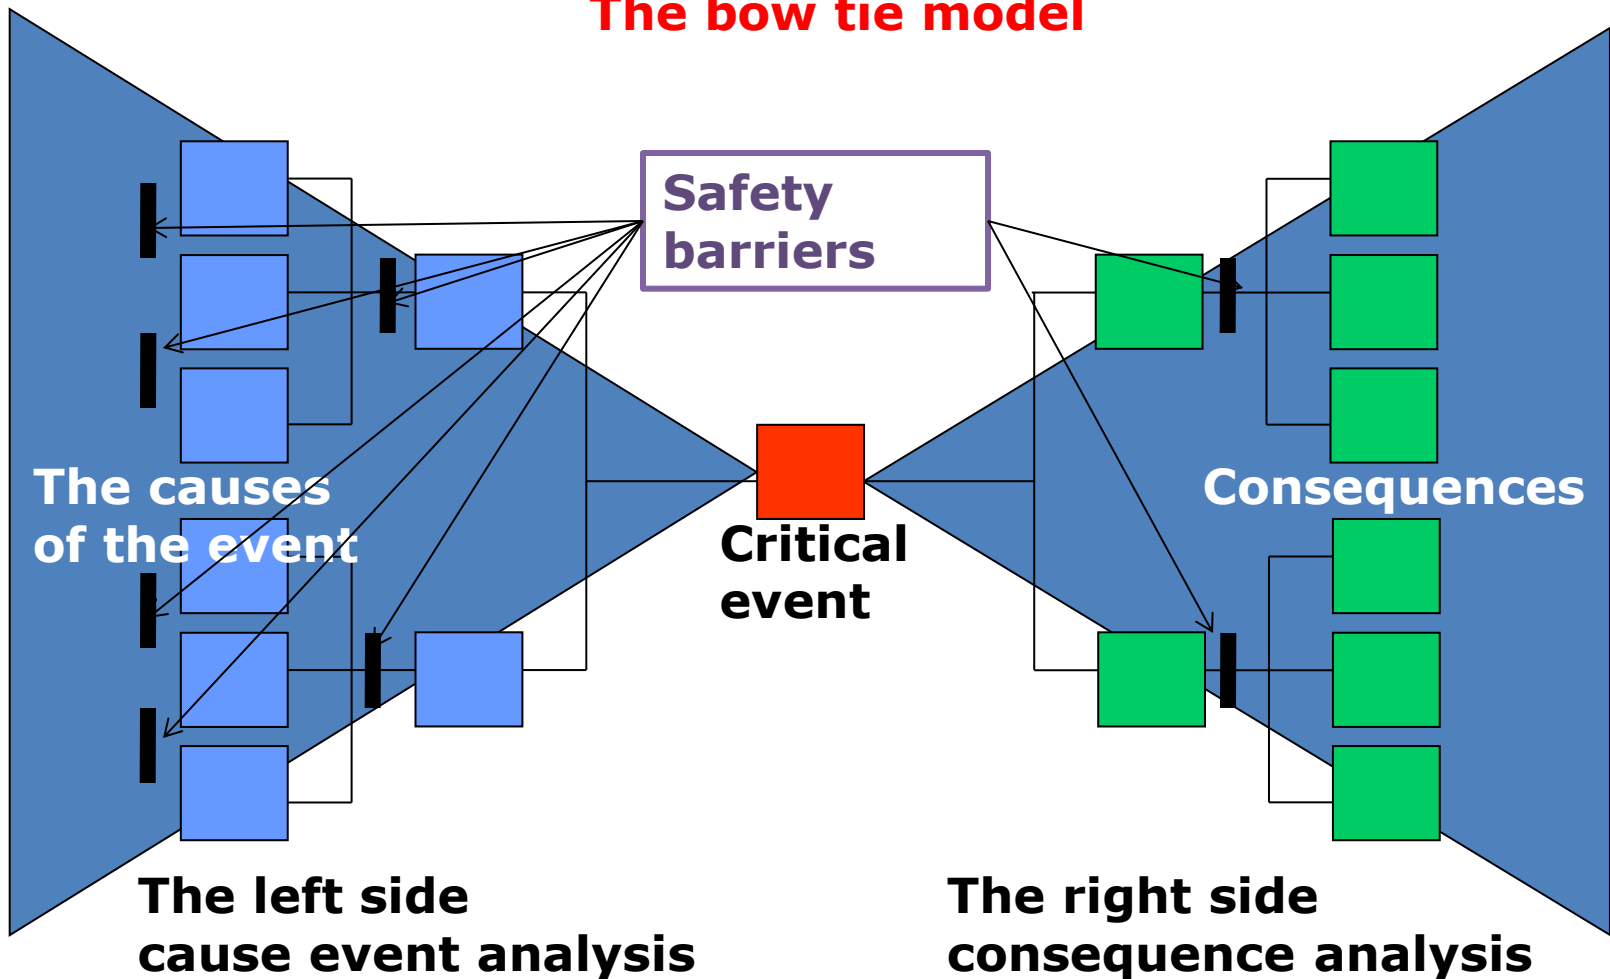 The bow tie model
Safety
barriers
The causes
of the event
Consequences
Critical
event
The left side
cause event analysis
The right side
consequence analysis